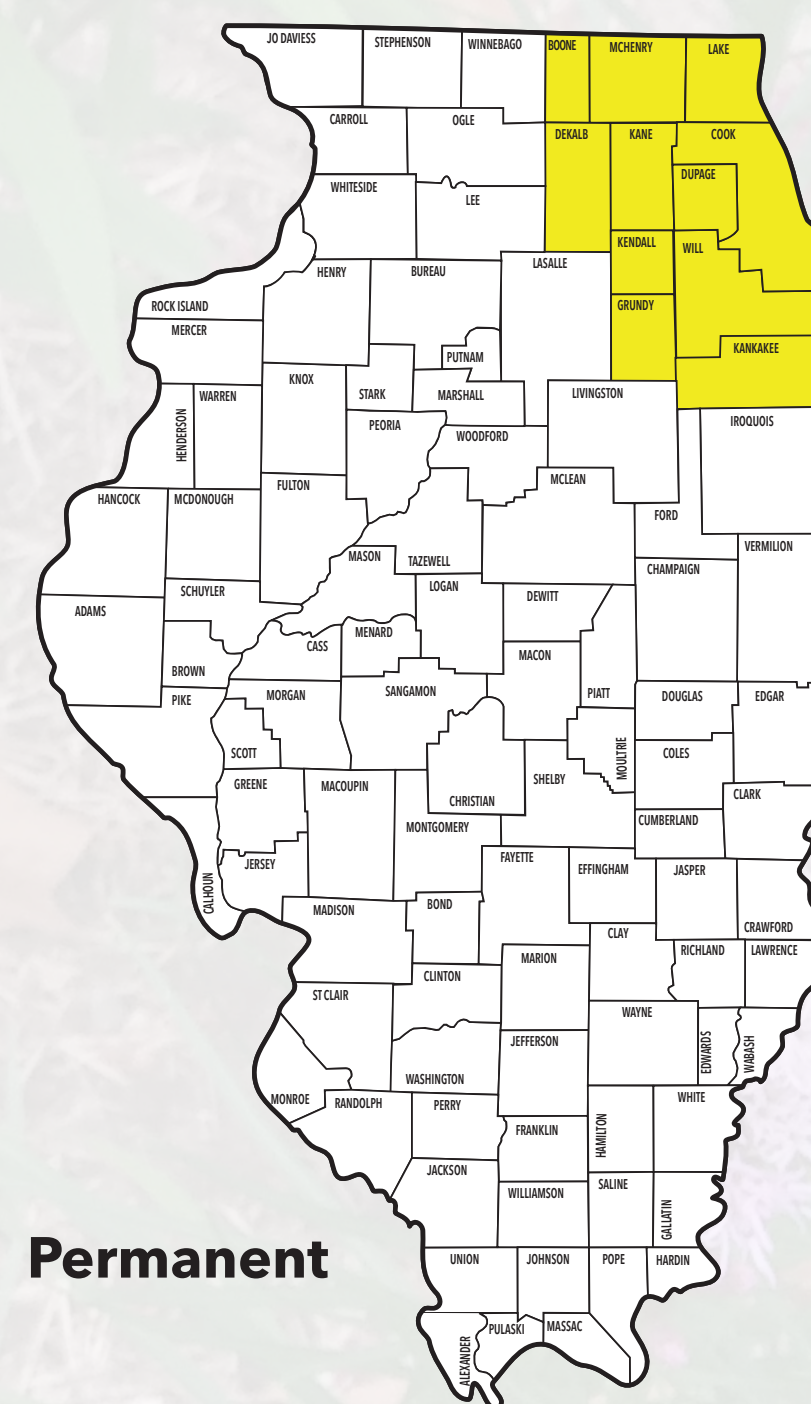 JO DAVIESS
STEPHENSON
WINNEBAGO
BOONE
MCHENRY
LAKE
CARROLL
OGLE
DEKALB
KANE
COOK
DUPAGE
WHITESIDE
LEE
KENDALL
WILL
ROCK ISLAND
HENRY
BUREAU
LASALLE
GRUNDY
MERCER
PUTNAM
KANKAKEE
HENDERSON
WARREN
KNOX
STARK
MARSHALL
LIVINGSTON
PEORIA
WOODFORD
IROQUOIS
HANCOCK
MCDONOUGH
FULTON
MCLEAN
FORD
MASON
TAZEWELL
VERMILION
ADAMS
SCHUYLER
LOGAN
DEWITT
CHAMPAIGN
BROWN
CASS
MENARD
MACON
PIATT
PIKE
MORGAN
SANGAMON
DOUGLAS
EDGAR
SCOTT
MOULTRIE
COLES
GREENE
MACOUPIN
CHRISTIAN
SHELBY
CLARK
CUMBERLAND
CALHOUN
JERSEY
MONTGOMERY
FAYETTE
EFFINGHAM
JASPER
CRAWFORD
MADISON
BOND
CLAY
RICHLAND
LAWRENCE
CLINTON
MARION
ST CLAIR
WAYNE
EDWARDS
WABASH
JEFFERSON
WASHINGTON
MONROE
RANDOLPH
PERRY
WHITE
FRANKLIN
HAMILTON
JACKSON
WILLIAMSON
SALINE
GALLATIN
Permanent
UNION
JOHNSON
POPE
HARDIN
ALEXANDER
PULASKI
MASSAC